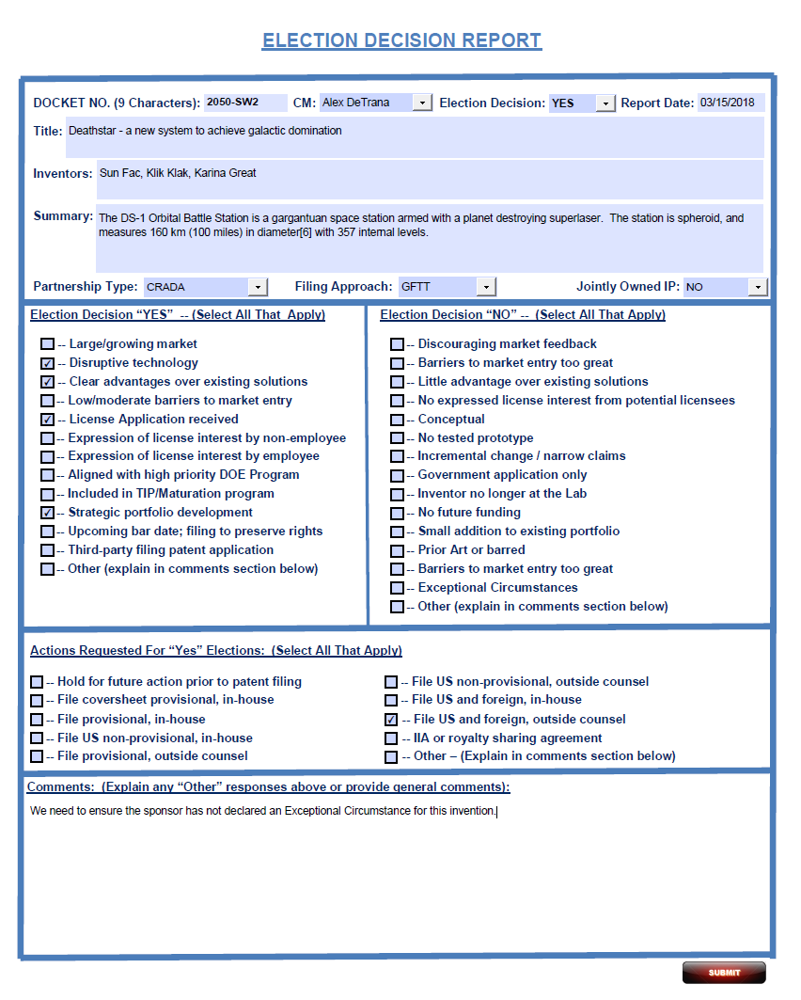 ELECTION DECISION REPORT
DOCKET NO. (9 Characters): 2050-SW2 CM: Alex DeTrana Election Decision: YES Report Date: 03/15/2018
Title: Deathstar - a new system to achieve galactic domination
Inventors: Sun Fac, Klik Klak, Karina Great
Summary: The DS-1 Orbital Battle Station is a gargantuan space station armed with a planet destroying superlaser. The station is spheroid, and
measures 160 km (100 miles) in diameter[6] with 357 internal levels.
Partnership Type: CRADA Filing Approach: GFTT Jointly Owned IP: NO
Election Decision “YES” -- (Select All That Apply)
-- Large/growing market
✓ -- Disruptive technology
✓ -- Clear advantages over existing solutions
-- Low/moderate barriers to market entry
✓ -- License Application received
-- Expression of license interest by non-employee
-- Expression of license interest by employee
-- Aligned with high priority DOE Program
-- Included in TIP/Maturation program
✓ -- Strategic portfolio development
-- Upcoming bar date; filing to preserve rights
-- Third-party filing patent application
-- Other (explain in comments section below)
Election Decision “NO” -- (Select All That Apply)
-- Discouraging market feedback
-- Barriers to market entry too great
-- Little advantage over existing solutions
-- No expressed license interest from potential licensees
-- Conceptual
-- No tested prototype
-- Incremental change / narrow claims
-- Government application only
-- Inventor no longer at the Lab
-- No future funding
-- Small addition to existing portfolio
-- Prior Art or barred
-- Barriers to market entry too great
-- Exceptional Circumstances
-- Other (explain in comments section below)
Actions Requested For “Yes” Elections: (Select All That Apply)
-- Hold for future action prior to patent filing
-- File coversheet provisional, in-house
-- File provisional, in-house
-- File US non-provisional, in-house
-- File provisional, outside counsel
-- File US non-provisional, outside counsel
-- File US and foreign, in-house
✓ -- File US and foreign, outside counsel
-- IIA or royalty sharing agreement
-- Other – (Explain in comments section below)
Comments: (Explain any “Other” responses above or provide general comments):
We need to ensure the sponsor has not declared an Exceptional Circumstance for this invention.
SUBMIT